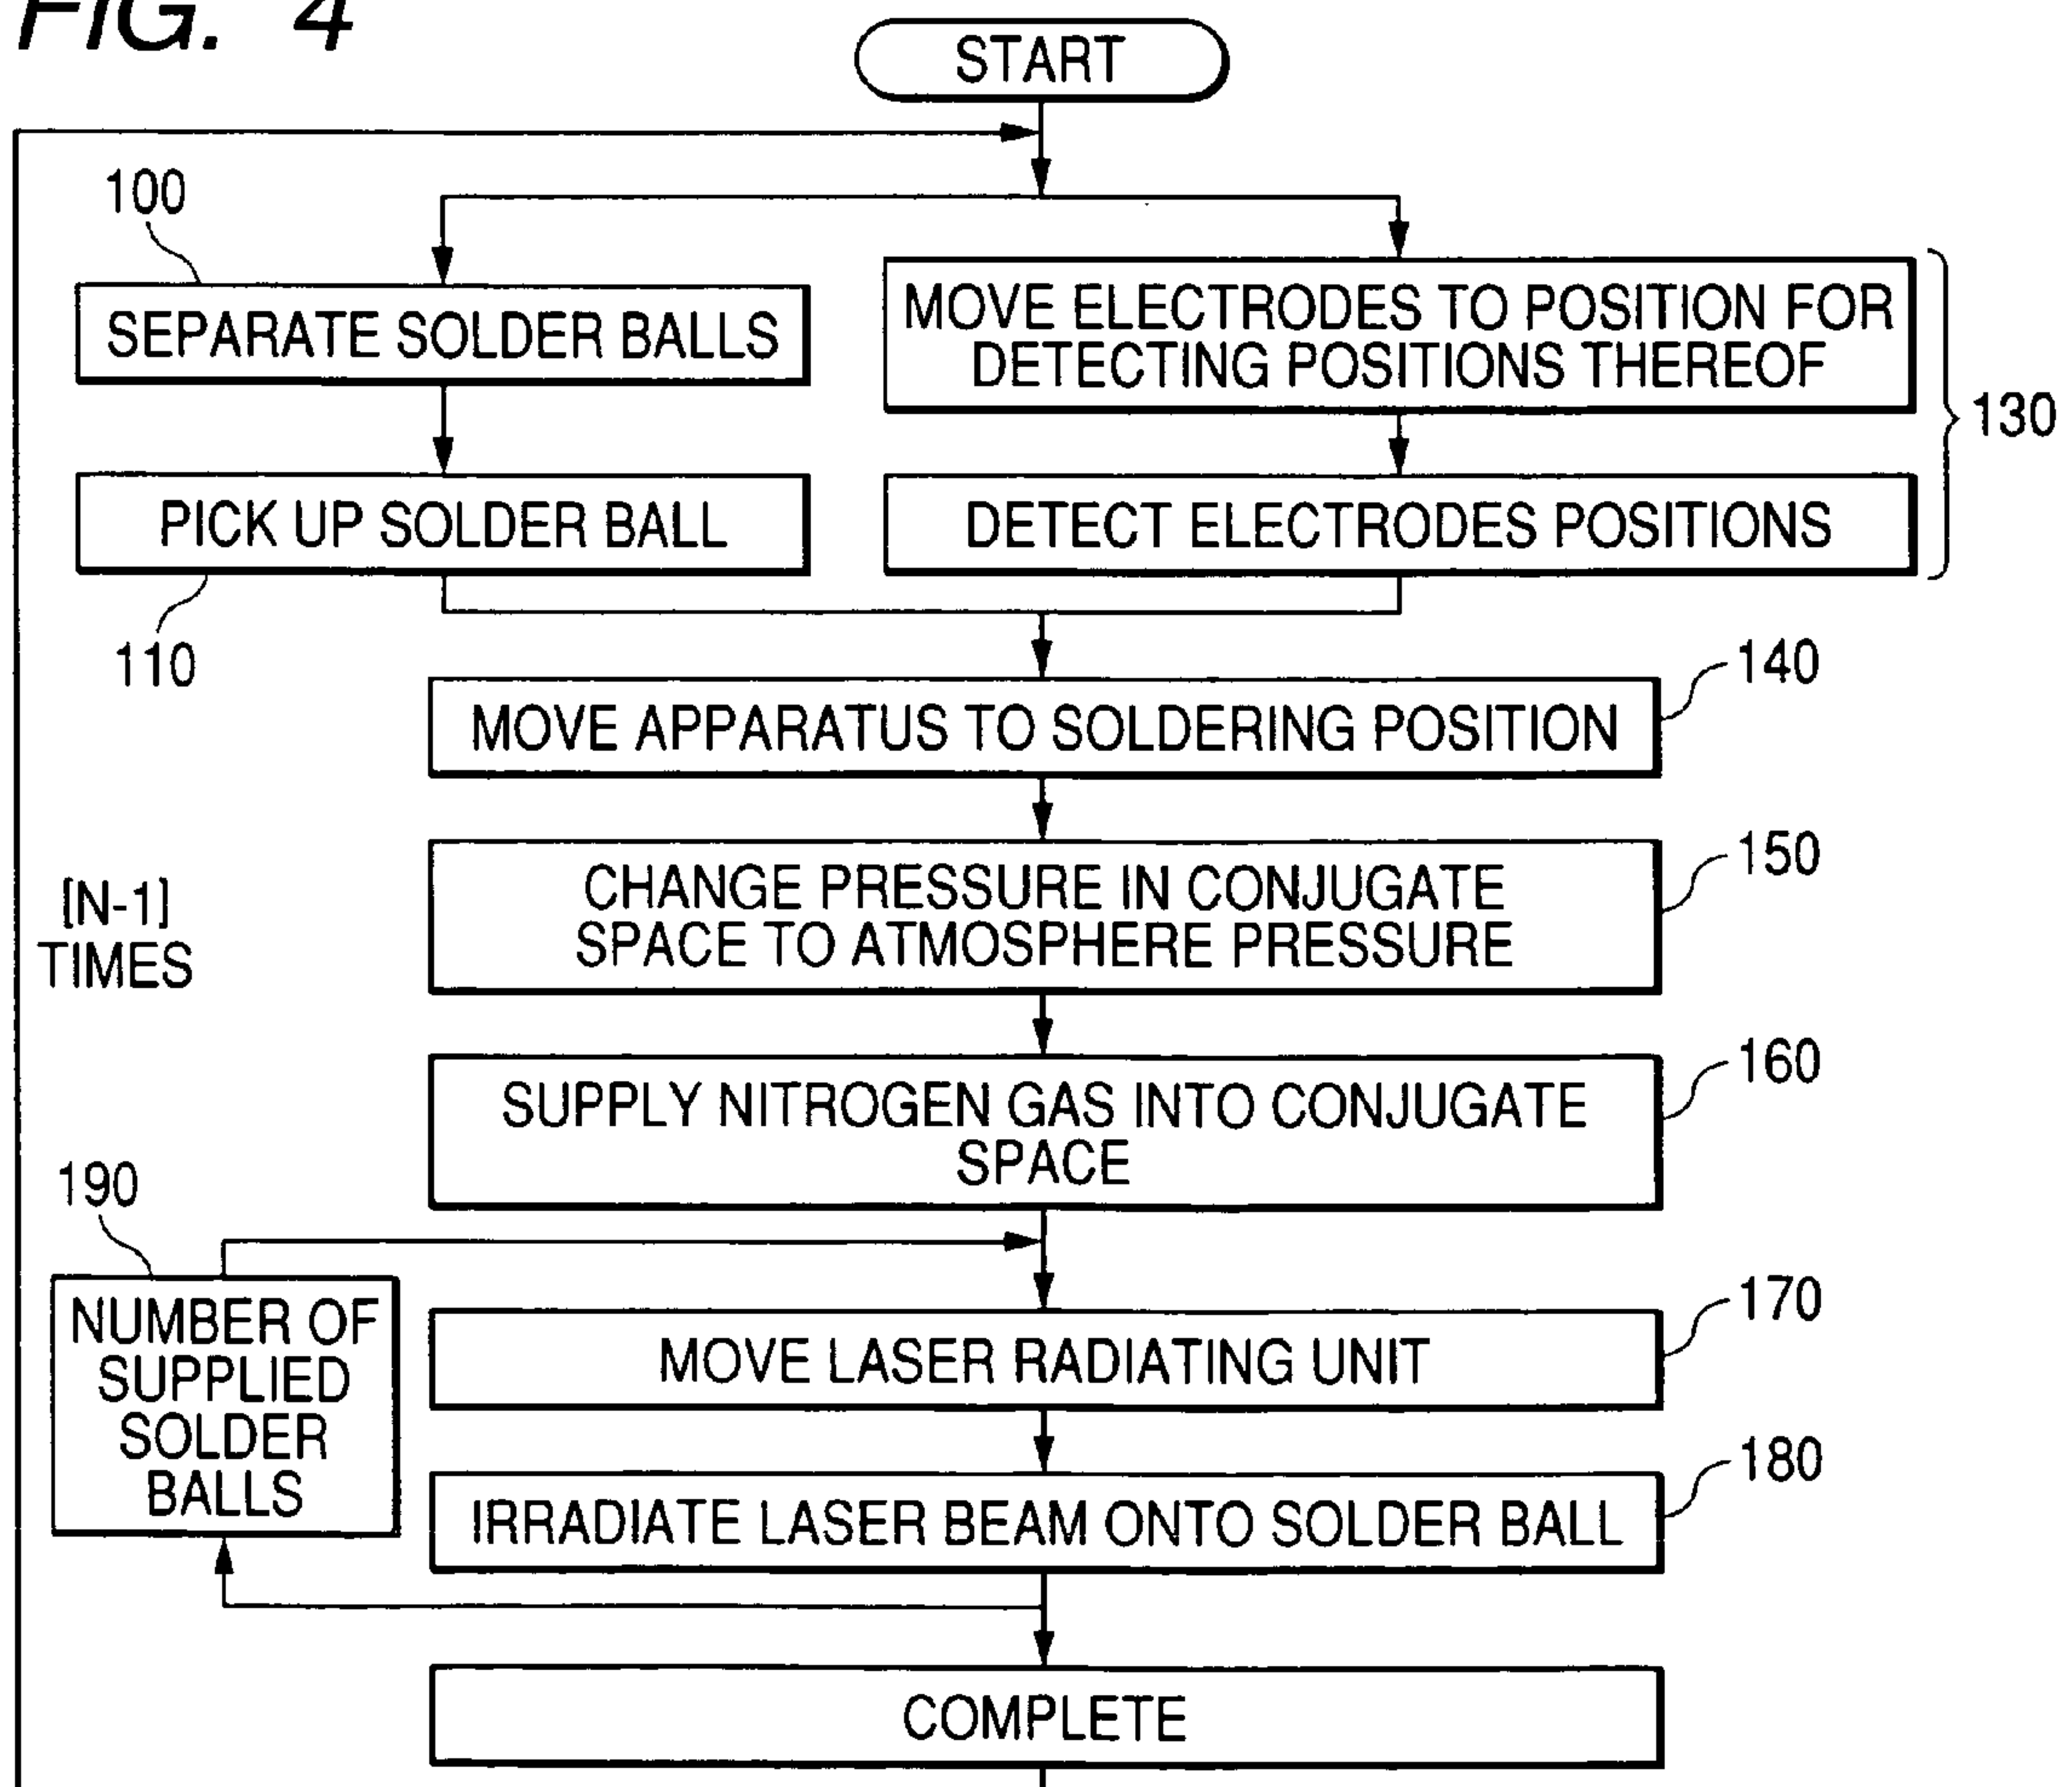 FIG. 4
START
100
SEPARATE SOLDER BALLS
MOVE ELECTRODES TO POSITION FOR
DETECTING POSITIONS THEREOF
130
PICK UP SOLDER BALL
DETECT ELECTRODES POSITIONS
110
140
MOVE APPARATUS TO SOLDERING POSITION
150
CHANGE PRESSURE IN CONJUGATE
SPACE TO ATMOSPHERE PRESSURE
[N-1]
TIMES
160
SUPPLY NITROGEN GAS INTO CONJUGATE
SPACE
190
NUMBER OF
SUPPLIED
SOLDER
BALLS
170
MOVE LASER RADIATING UNIT
180
IRRADIATE LASER BEAM ONTO SOLDER BALL
COMPLETE